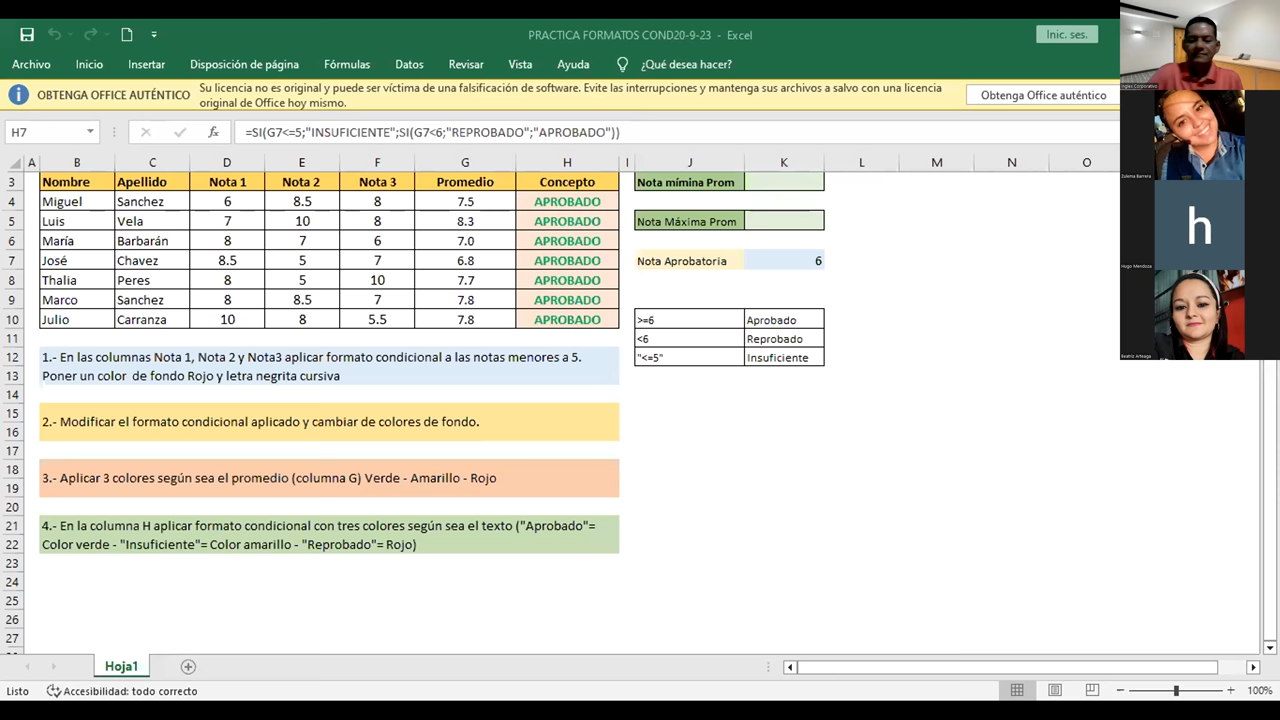 PRACTICA FORMATOS COND20-9-23 - Excel
Inic. ses.
Archivo Inicio Insertar Disposición de página Fórmulas Datos Revisar Vista Ayuda ¿Qué desea hacer?
OBTENGA OFFICE AUTÉNTICO Su licencia no es original y puede ser víctima de una falsificación de software. Evite las interrupciones y mantenga sus archivos a salvo con una licencia
original de Office hoy mismo.
Obtenga Office auténtico
H7 fx =SI(G7<=5;"INSUFICIENTE";SI(G7<6;"REPROBADO";"APROBADO"))
A B C D E F G H I J K L M N O
3 Nombre Apellido Nota 1 Nota 2 Nota 3 Promedio Concepto Nota mímina Prom
4 Miguel Sanchez 6 8.5 8 7.5 APROBADO
5 Luis Vela 7 10 8 8.3 APROBADO Nota Máxima Prom
6 María Barbarán 8 7 6 7.0 APROBADO
7 José Chavez 8.5 5 7 6.8 APROBADO Nota Aprobatoria 6
8 Thalia Peres 8 5 10 7.7 APROBADO
9 Marco Sanchez 8 8.5 7 7.8 APROBADO
10 Julio Carranza 10 8 5.5 7.8 APROBADO >=6 Aprobado
11 <6 Reprobado
12 1.- En las columnas Nota 1, Nota 2 y Nota3 aplicar formato condicional a las notas menores a 5. "<=5" Insuficiente
13 Poner un color de fondo Rojo y letra negrita cursiva
14
15 2.- Modificar el formato condicional aplicado y cambiar de colores de fondo.
16
17
18 3.- Aplicar 3 colores según sea el promedio (columna G) Verde - Amarillo - Rojo
19
20
21 4.- En la columna H aplicar formato condicional con tres colores según sea el texto ("Aprobado"=
22 Color verde - "Insuficiente"= Color amarillo - "Reprobado"= Rojo)
23
24
25
26
27
Hoja1
Listo Accesibilidad: todo correcto 100%
Ingles Corporativo
Zulema Barrera
h
Hugo Mendoza
Beatriz Arteaga